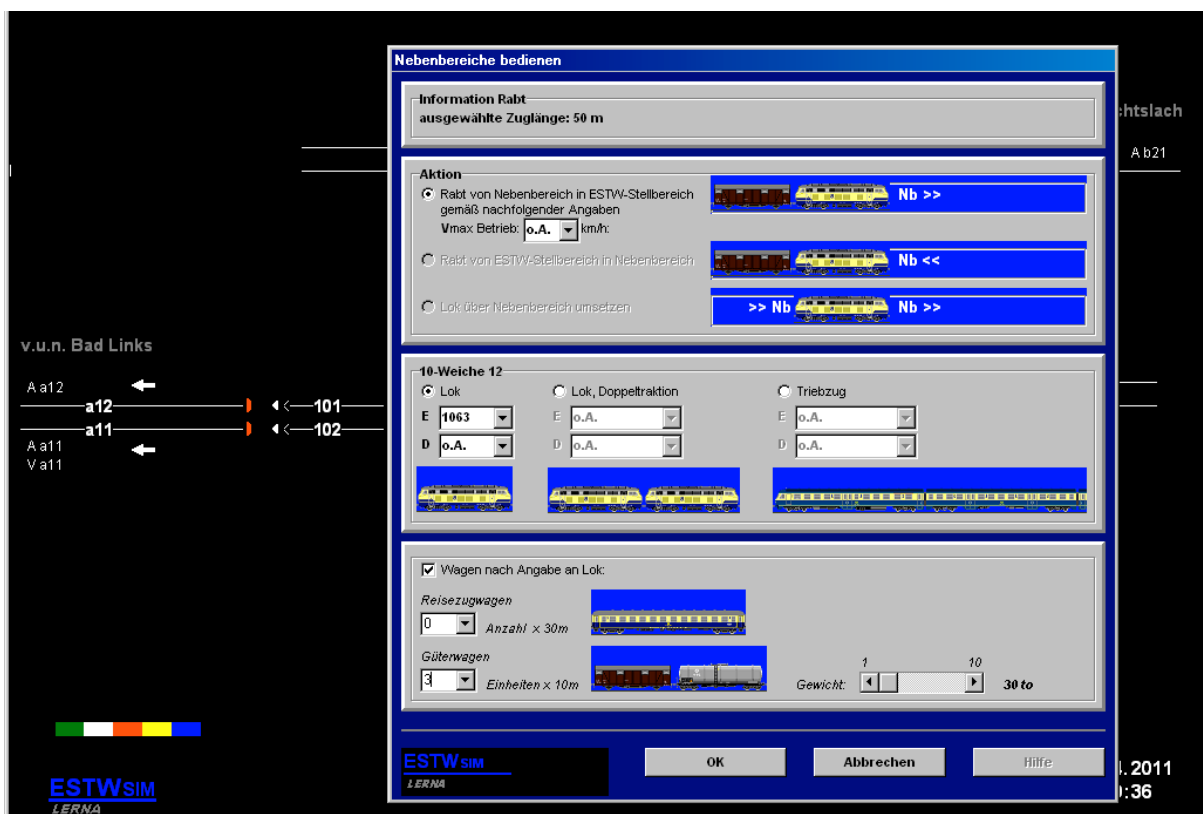 Nebenbereiche bedienen
Information Rabt
ausgewählte Zuglänge: 50 m
chtslach
A b21
Aktion
Rabt von Nebenbereich in ESTW-Stellbereich
gemäß nachfolgender Angaben
Vmax Betrieb: o.A. km/h:
Nb >>
Rabt von ESTW-Stellbereich in Nebenbereich
Nb <<
Lok über Nebenbereich umsetzen
>> Nb Nb >>
v.u.n. Bad Links
A a12
a12 101
a11 102
A a11
V a11
10-Weiche 12
Lok Lok, Doppeltraktion Triebzug
E 1063 E o.A. E o.A.
D o.A. D o.A. D o.A.
Wagen nach Angabe an Lok:
Reisezugwagen
0 Anzahl x 30m
Güterwagen
3 Einheiten x 10m
1 10
Gewicht: 30 to
ESTWSIM
LERNA
OK Abbrechen Hilfe
ESTWSIM
LERNA
.2011
:36